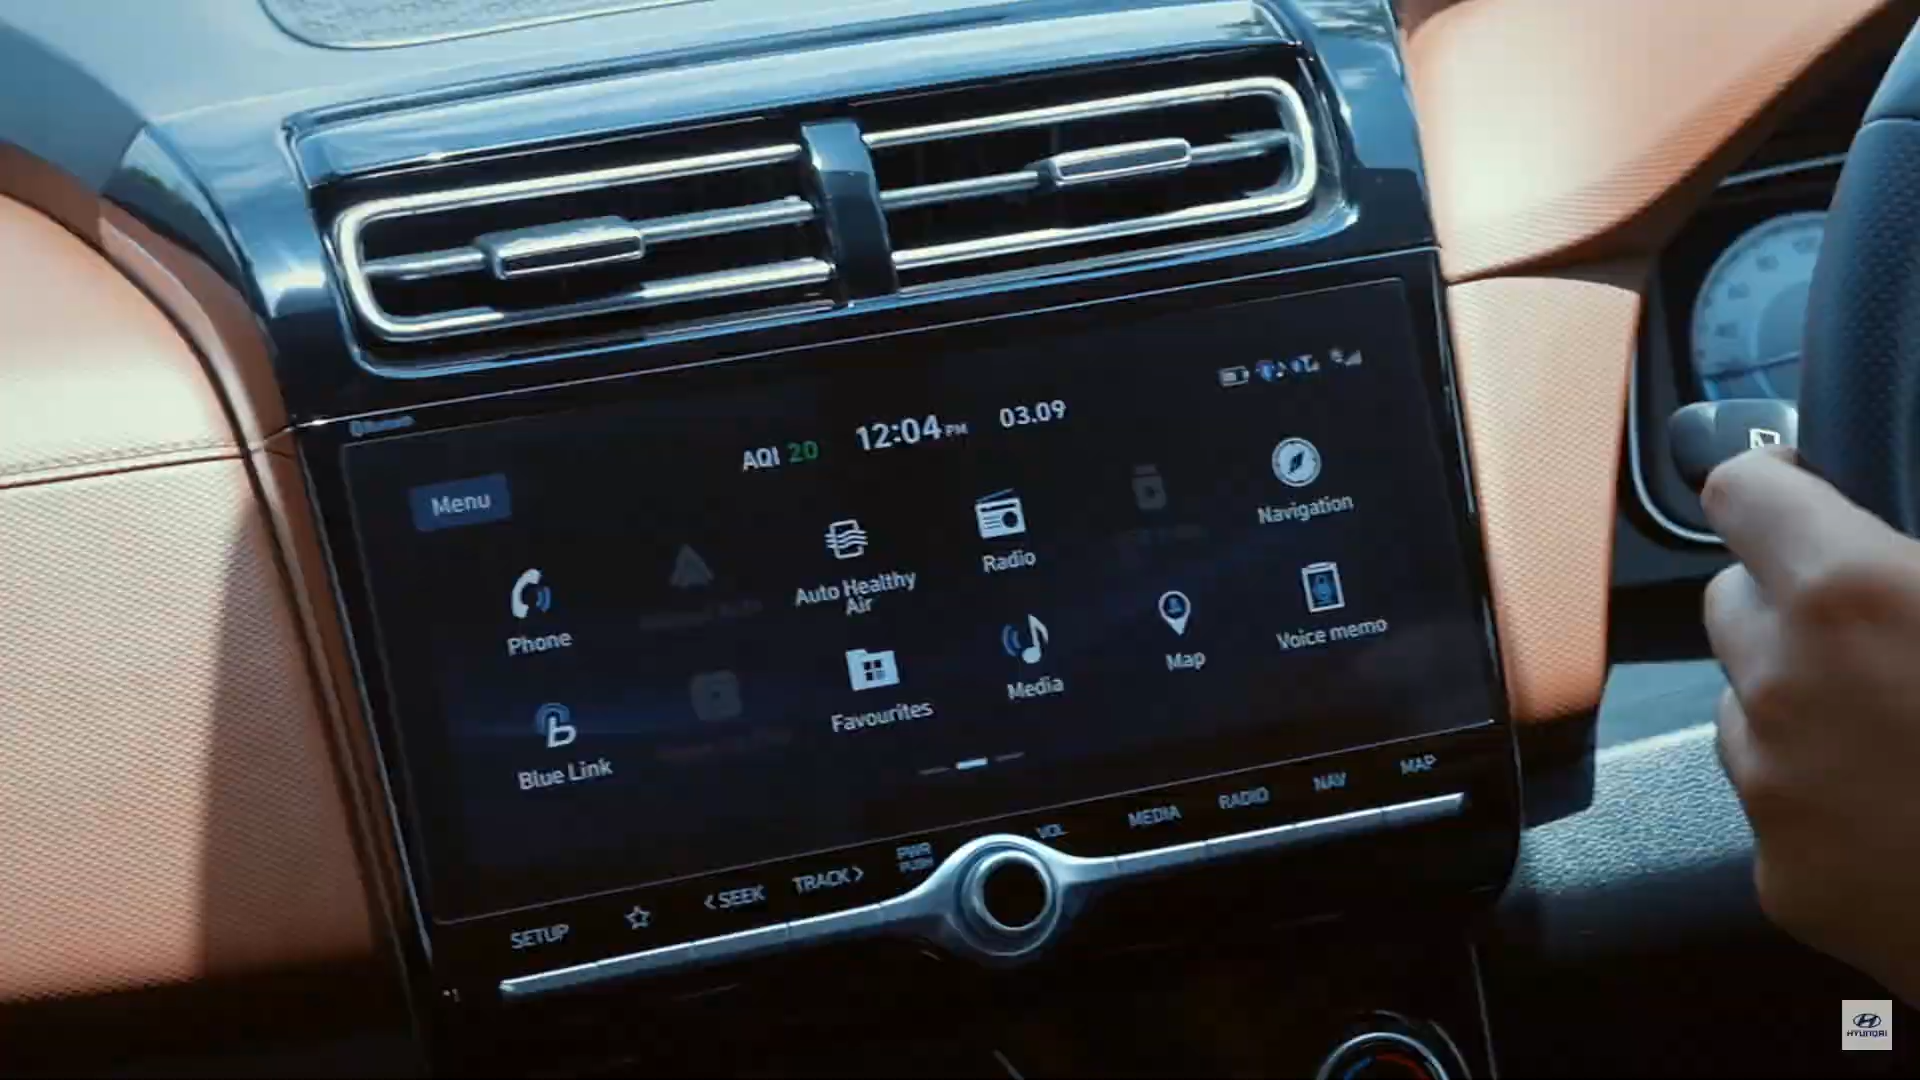 AQI 20 12:04 PM 03.09
Menu
Phone
Auto Healthy
Air
Radio
Navigation
Blue Link
Favourites
Media
Map
Voice memo
SETUP
< SEEK
TRACK >
PWR
PUSH
VOL
MEDIA
RADIO
NAV
MAP
*1
HYUNDAI